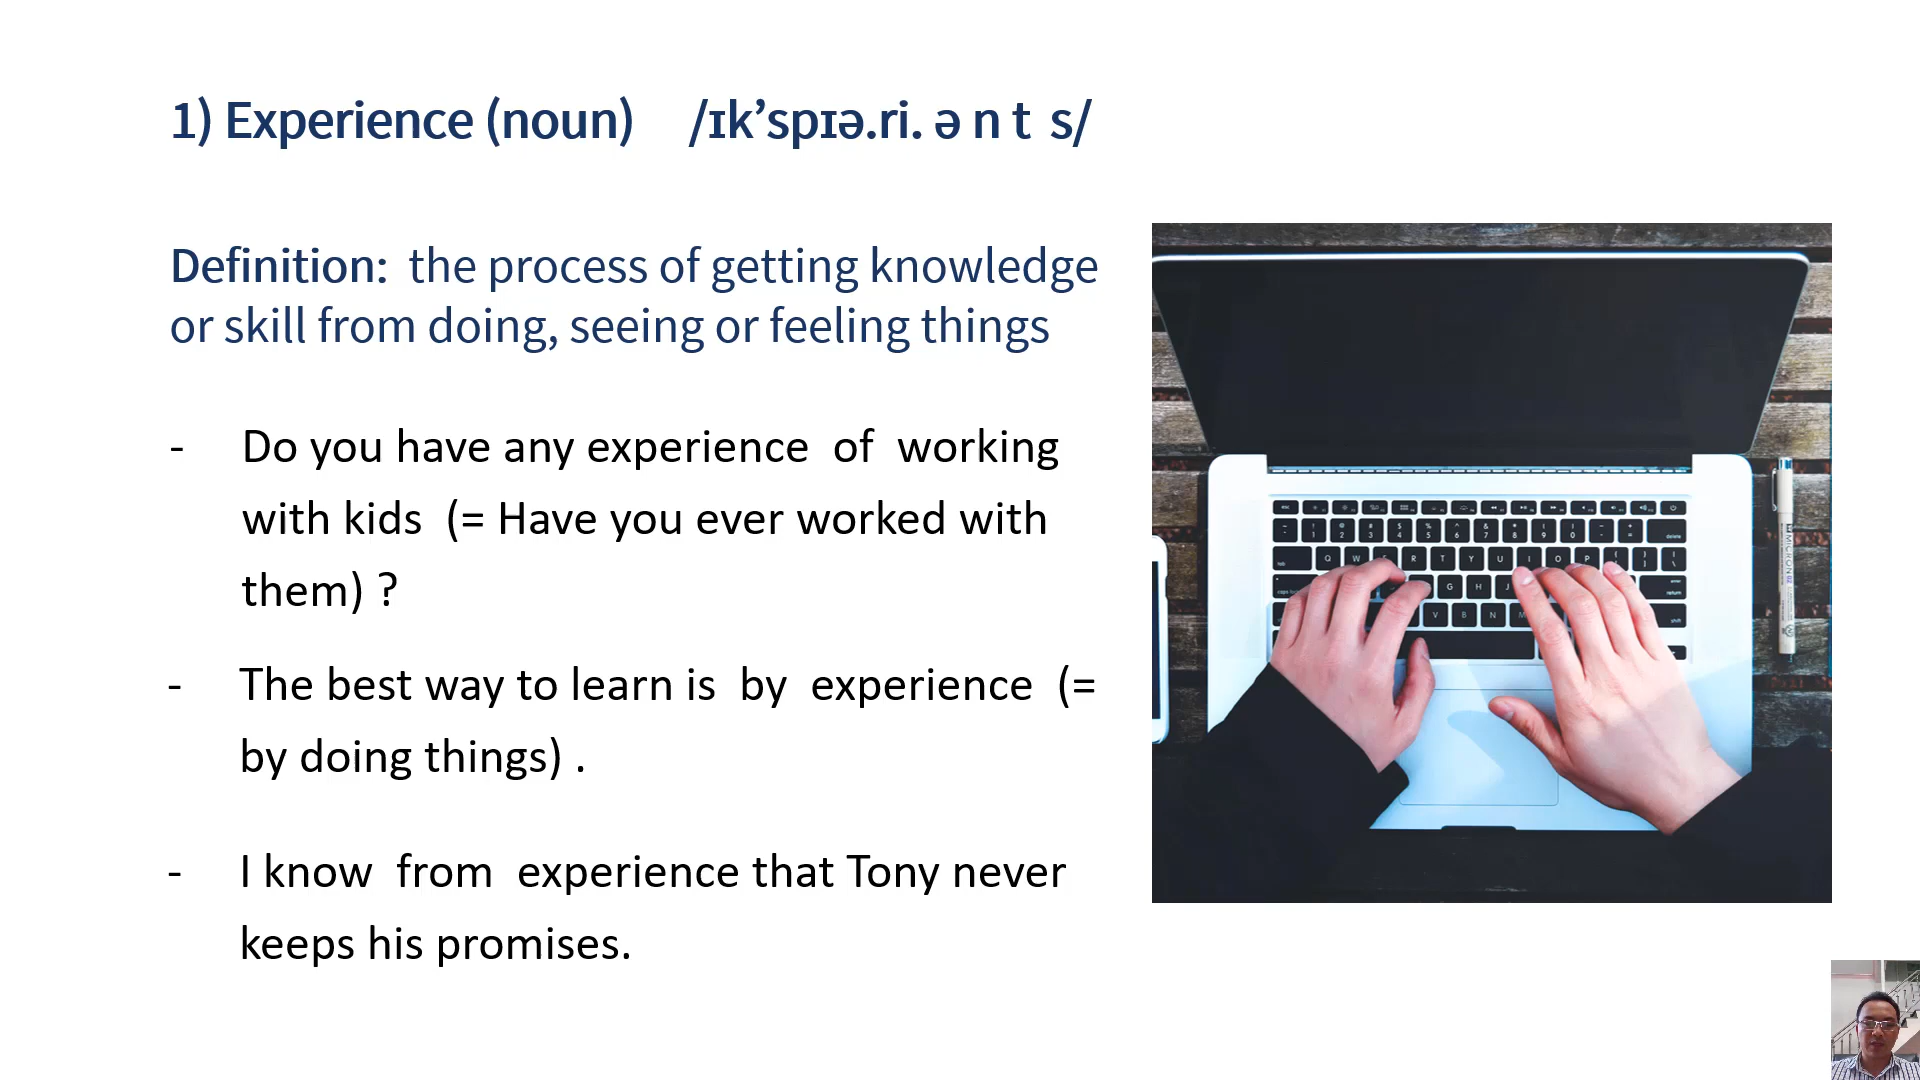 1) Experience (noun) /ɪk’spɪə.ri. ə n t s/
Definition: the process of getting knowledge
or skill from doing, seeing or feeling things
- Do you have any experience of working
with kids (= Have you ever worked with
them) ?
- The best way to learn is by experience (=
by doing things) .
- I know from experience that Tony never
keeps his promises.